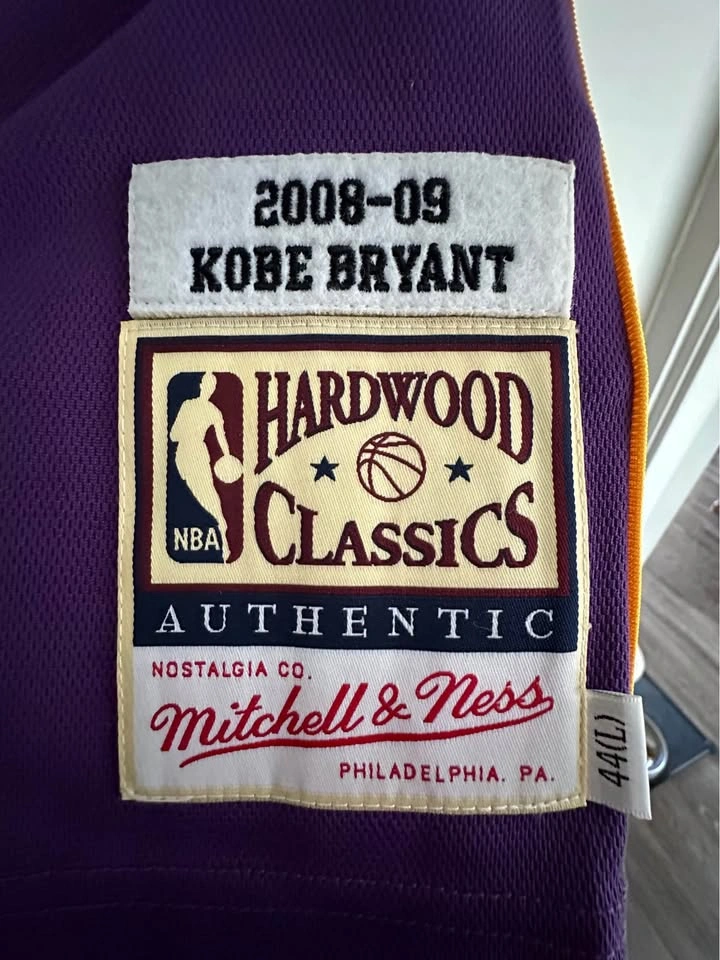 2008-09
KOBE BRYANT
HARDWOOD
CLASSICS
NBA
AUTHENTIC
NOSTALGIA CO.
Mitchell & Ness
PHILADELPHIA. PA.
44(L)